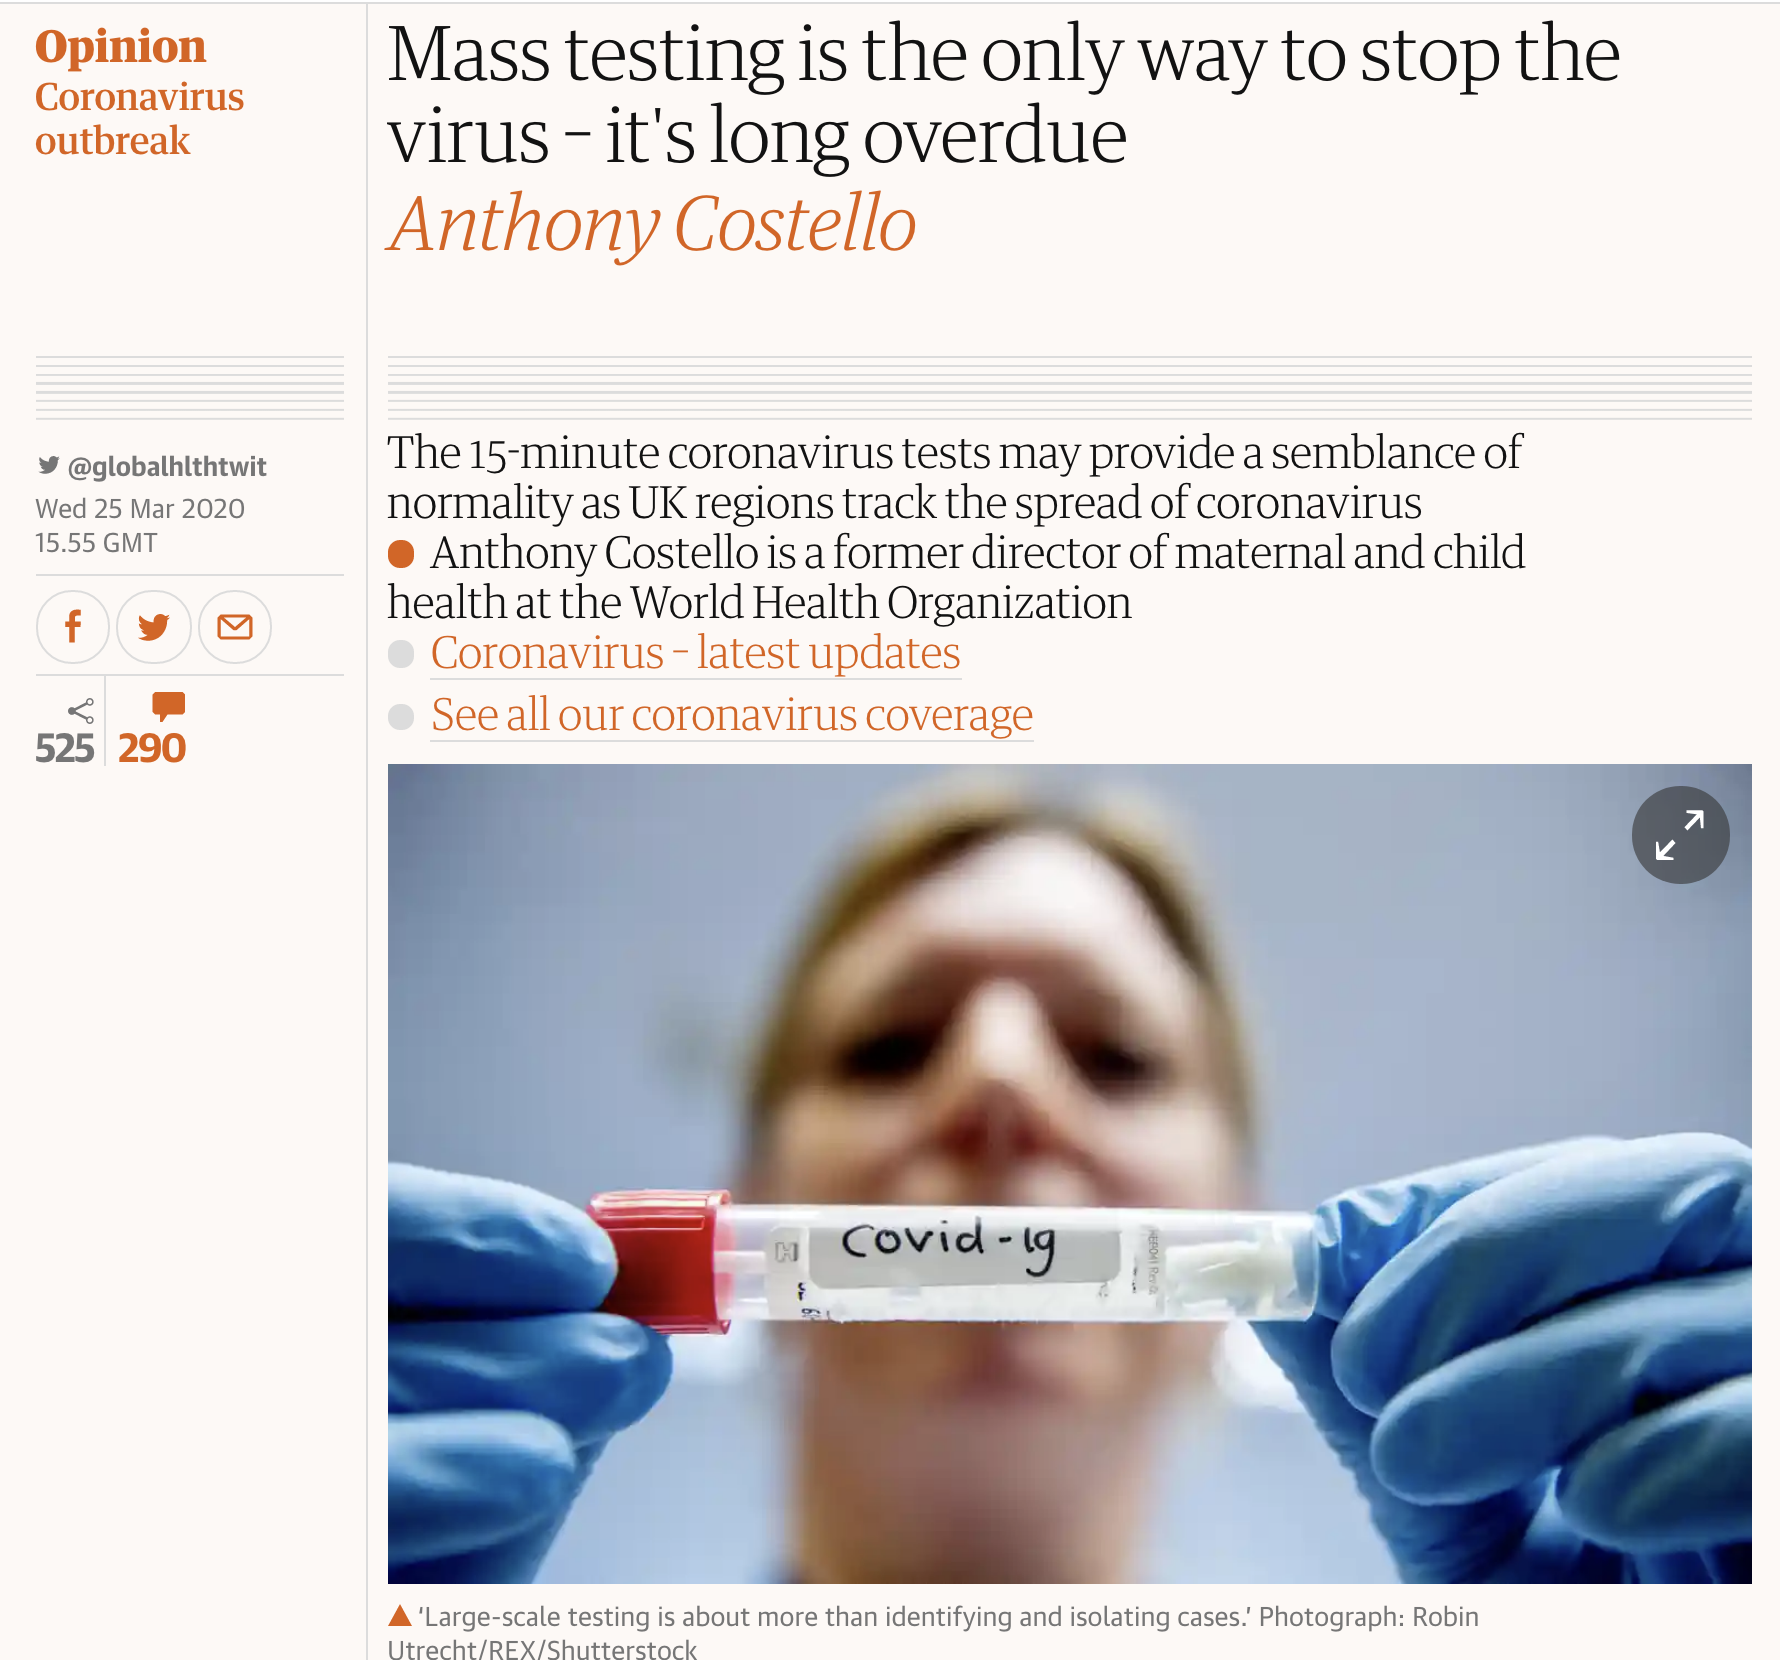 Opinion
Coronavirus
outbreak
Mass testing is the only way to stop the
virus – it's long overdue
Anthony Costello
@globalhlthtwit
Wed 25 Mar 2020
15.55 GMT
525
290
The 15-minute coronavirus tests may provide a semblance of
normality as UK regions track the spread of coronavirus
Anthony Costello is a former director of maternal and child
health at the World Health Organization
Coronavirus – latest updates
See all our coronavirus coverage
Covid-19
'Large-scale testing is about more than identifying and isolating cases.' Photograph: Robin
Utrecht/REX/Shutterstock